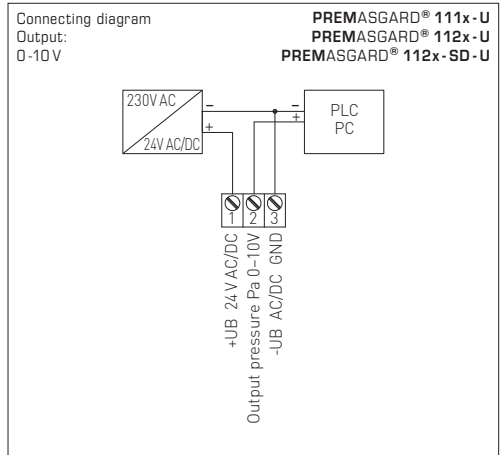 Connecting diagram
Output:
0-10 V
PREMASGARD® 111x-U
PREMASGARD® 112x-U
PREMASGARD® 112x-SD-U
230V AC
24V AC/DC
−
+
−
+
PLC
PC
1 2 3
+UB 24 V AC/DC
Output pressure Pa 0–10V
-UB AC/DC GND